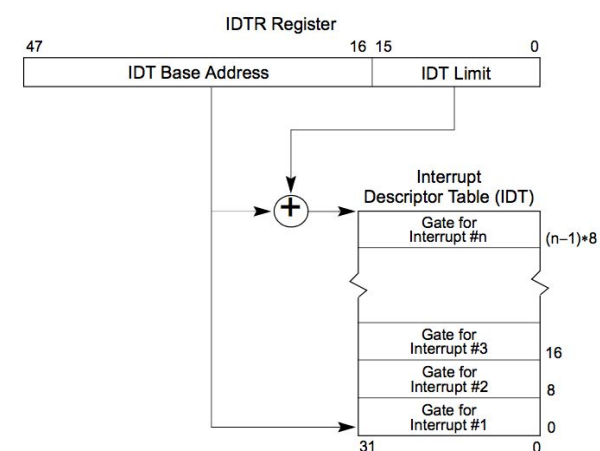 IDTR Register
47 16 15 0
IDT Base Address IDT Limit
+
Interrupt
Descriptor Table (IDT)
Gate for
Interrupt #n
(n−1)∗8
Gate for
Interrupt #3
16
Gate for
Interrupt #2
8
Gate for
Interrupt #1
0
31 0